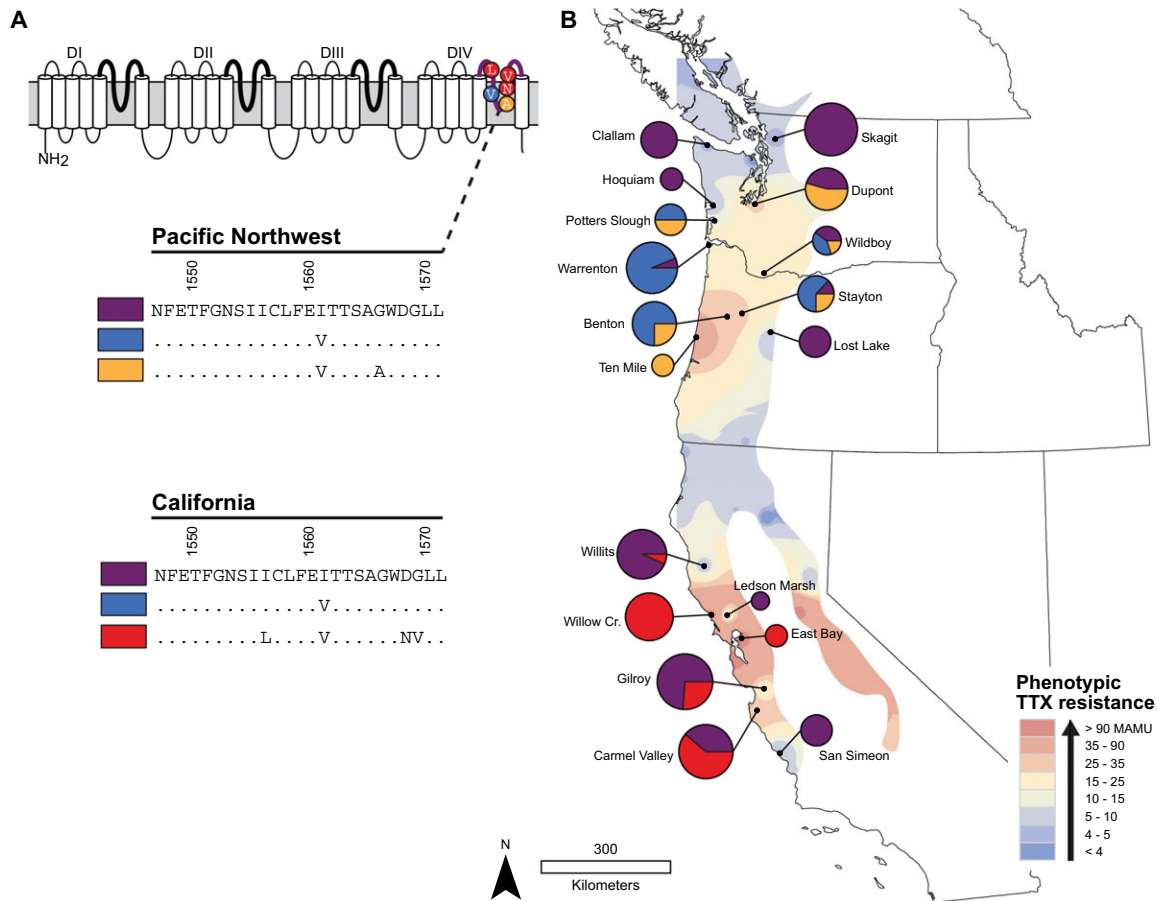 A
B
DI
DII
DIII
DIV
L
V
V
N
A
NH2
Pacific Northwest
1550
1560
1570
NFETFGNSIICLFEITTSAGWDGLL
..............V..........
..............V....A.....
California
1550
1560
1570
NFETFGNSIICLFEITTSAGWDGLL
..............V..........
.........L....V......NV..
Clallam
Skagit
Hoquiam
Dupont
Potters Slough
Wildboy
Warrenton
Stayton
Benton
Lost Lake
Ten Mile
Willits
Ledson Marsh
Willow Cr.
East Bay
Gilroy
Carmel Valley
San Simeon
Phenotypic
TTX resistance
> 90 MAMU
35 - 90
25 - 35
15 - 25
10 - 15
5 - 10
4 - 5
< 4
N
300
Kilometers